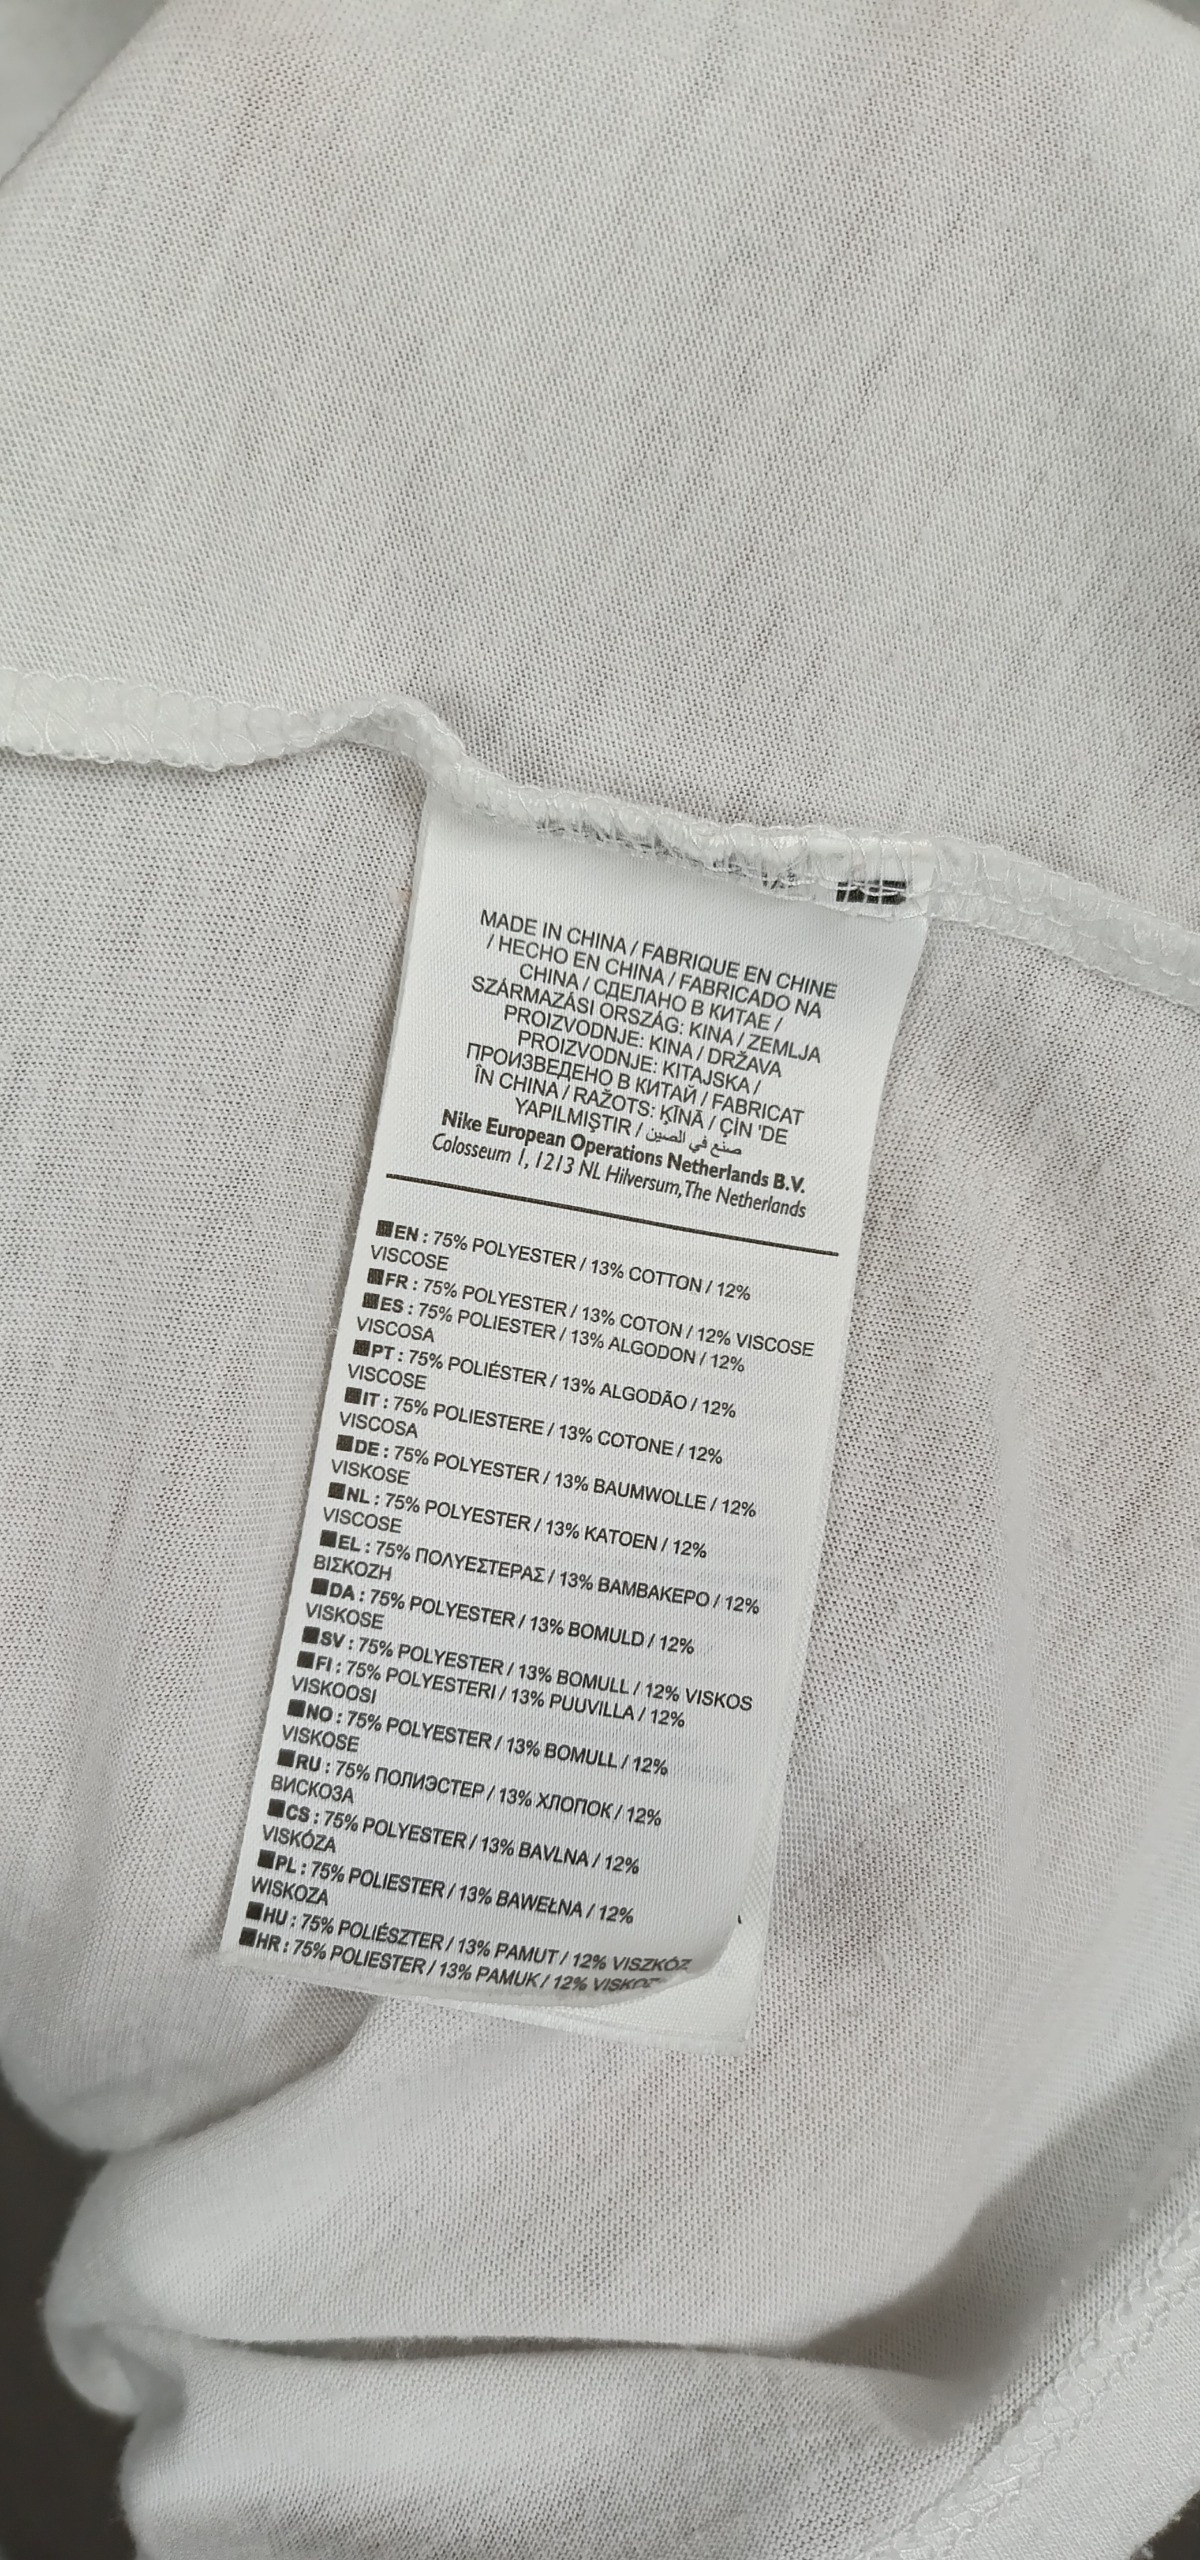 MADE IN CHINA / FABRIQUE EN CHINE
/ HECHO EN CHINA / FABRICADO NA
CHINA / СДЕЛАНО В КИТАЕ /
SZÁRMAZÁSI ORSZÁG: KINA / ZEMLJA
PROIZVODNJE: KINA / DRŽAVA
PROIZVODNJE: KITAJSKA /
ПРОИЗВЕДЕНО В КИТАЙ / FABRICAT
ÎN CHINA / RAŽOTS: ĶĪNĀ / ÇİN 'DE
YAPILMIŞTIR / صنع في الصين
Nike European Operations Netherlands B.V.
Colosseum 1, 1213 NL Hilversum, The Netherlands
EN : 75% POLYESTER / 13% COTTON / 12%
VISCOSE
FR : 75% POLYESTER / 13% COTON / 12% VISCOSE
ES : 75% POLIESTER / 13% ALGODON / 12%
VISCOSA
PT : 75% POLIÉSTER / 13% ALGODÃO / 12%
VISCOSE
IT : 75% POLIESTERE / 13% COTONE / 12%
VISCOSA
DE : 75% POLYESTER / 13% BAUMWOLLE / 12%
VISKOSE
NL : 75% POLYESTER / 13% KATOEN / 12%
VISCOSE
EL : 75% ΠΟΛΥΕΣΤΕΡΑΣ / 13% ΒΑΜΒΑΚΕΡΟ / 12%
ΒΙΣΚΟΖΗ
DA : 75% POLYESTER / 13% BOMULD / 12%
VISKOSE
SV : 75% POLYESTER / 13% BOMULL / 12% VISKOS
FI : 75% POLYESTERI / 13% PUUVILLA / 12%
VISKOOSI
NO : 75% POLYESTER / 13% BOMULL / 12%
VISKOSE
RU : 75% ПОЛИЭСТЕР / 13% ХЛОПОК / 12%
ВИСКОЗА
CS : 75% POLYESTER / 13% BAVLNA / 12%
VISKÓZA
PL : 75% POLIESTER / 13% BAWEŁNA / 12%
WISKOZA
HU : 75% POLIÉSZTER / 13% PAMUT / 12% VISZKÓZ
HR : 75% POLIESTER / 13% PAMUK / 12%